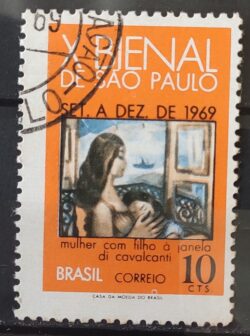 69
X BIENAL
DE SÃO PAULO
SET. A DEZ. DE 1969
mulher com filho à janela
di cavalcanti
BRASIL CORREIO 10
CTS
CASA DA MOEDA DO BRASIL